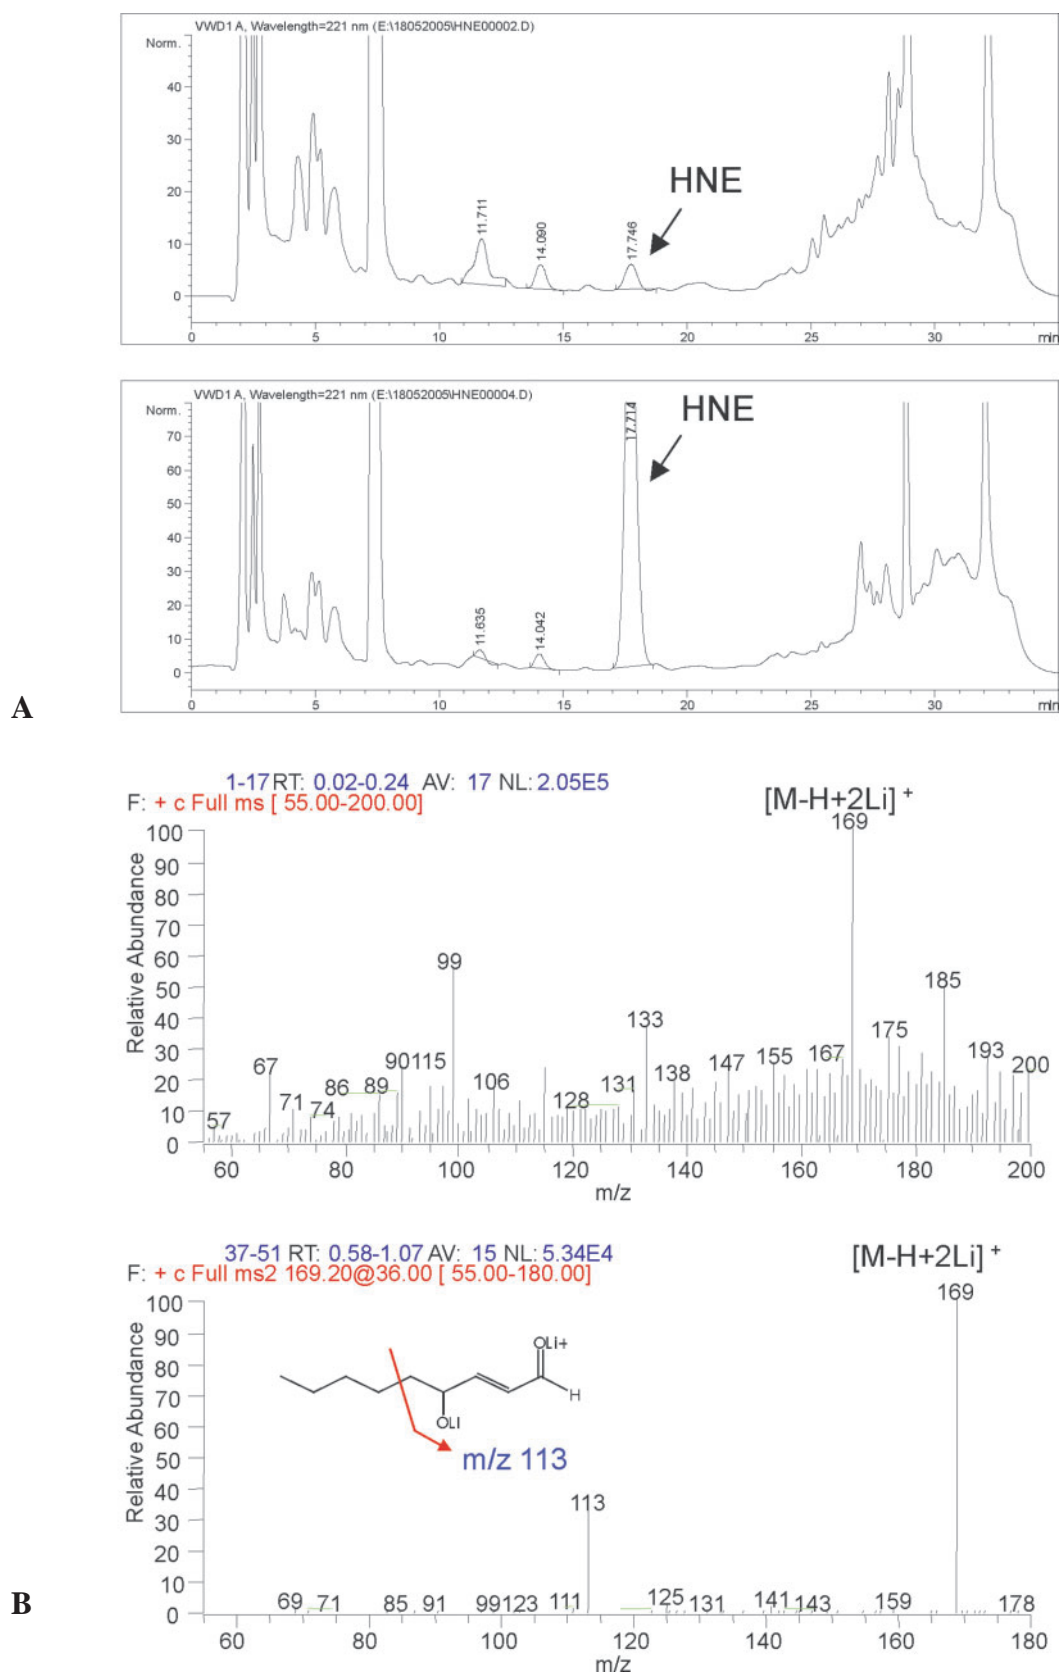 VWD1 A, Wavelength=221 nm (E:\18052005\HNE00002.D)
Norm.
40
30
20
10
0
11.711
14.090
17.746
HNE
0 5 10 15 20 25 30 min
VWD1 A, Wavelength=221 nm (E:\18052005\HNE00004.D)
Norm.
70
60
50
40
30
20
10
0
11.635
14.042
17.714
HNE
0 5 10 15 20 25 30 min
A
1-17 RT: 0.02-0.24 AV: 17 NL: 2.05E5
F: + c Full ms [ 55.00-200.00]
[M-H+2Li] +
Relative Abundance
100
90
80
70
60
50
40
30
20
10
0
57 67 71 74 86 89 90 99 115 106 128 131 133 138 147 155 167 169 175 185 193 200
60 80 100 120 140 160 180 200
m/z
37-51 RT: 0.58-1.07 AV: 15 NL: 5.34E4
F: + c Full ms2 169.20@36.00 [ 55.00-180.00]
[M-H+2Li] +
Relative Abundance
100
90
80
70
60
50
40
30
20
10
0
OLi+
H
OLI
m/z 113
69 71 85 91 99 103 111 113 123 125 131 141 143 159 169 178
60 80 100 120 140 160 180
m/z
B